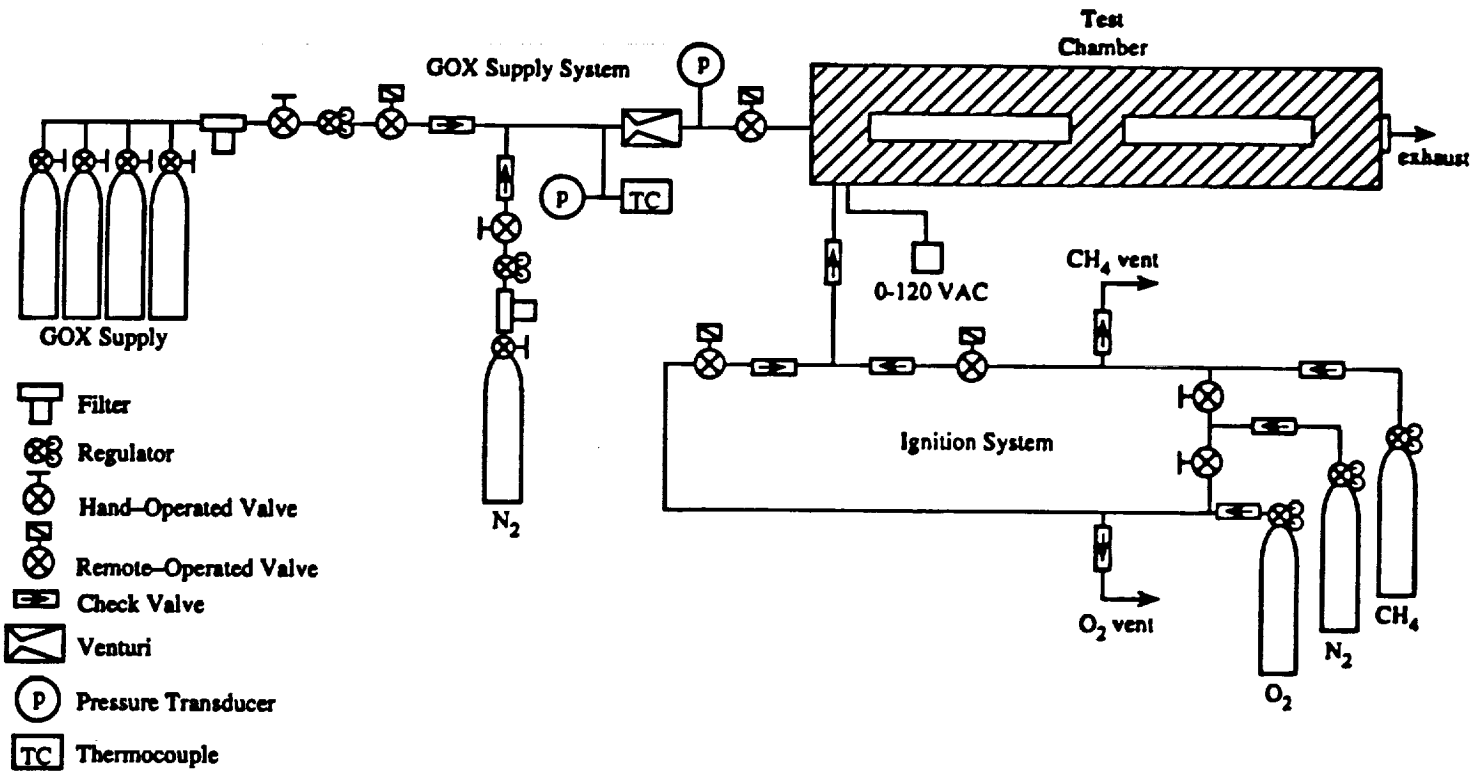 Test
Chamber
GOX Supply System
P
P
TC
exhaust
0-120 VAC
CH4 vent
GOX Supply
Filter
Regulator
Hand–Operated Valve
Remote–Operated Valve
Check Valve
Venturi
P
Pressure Transducer
TC
Thermocouple
N2
Ignition System
O2 vent
O2
N2
CH4